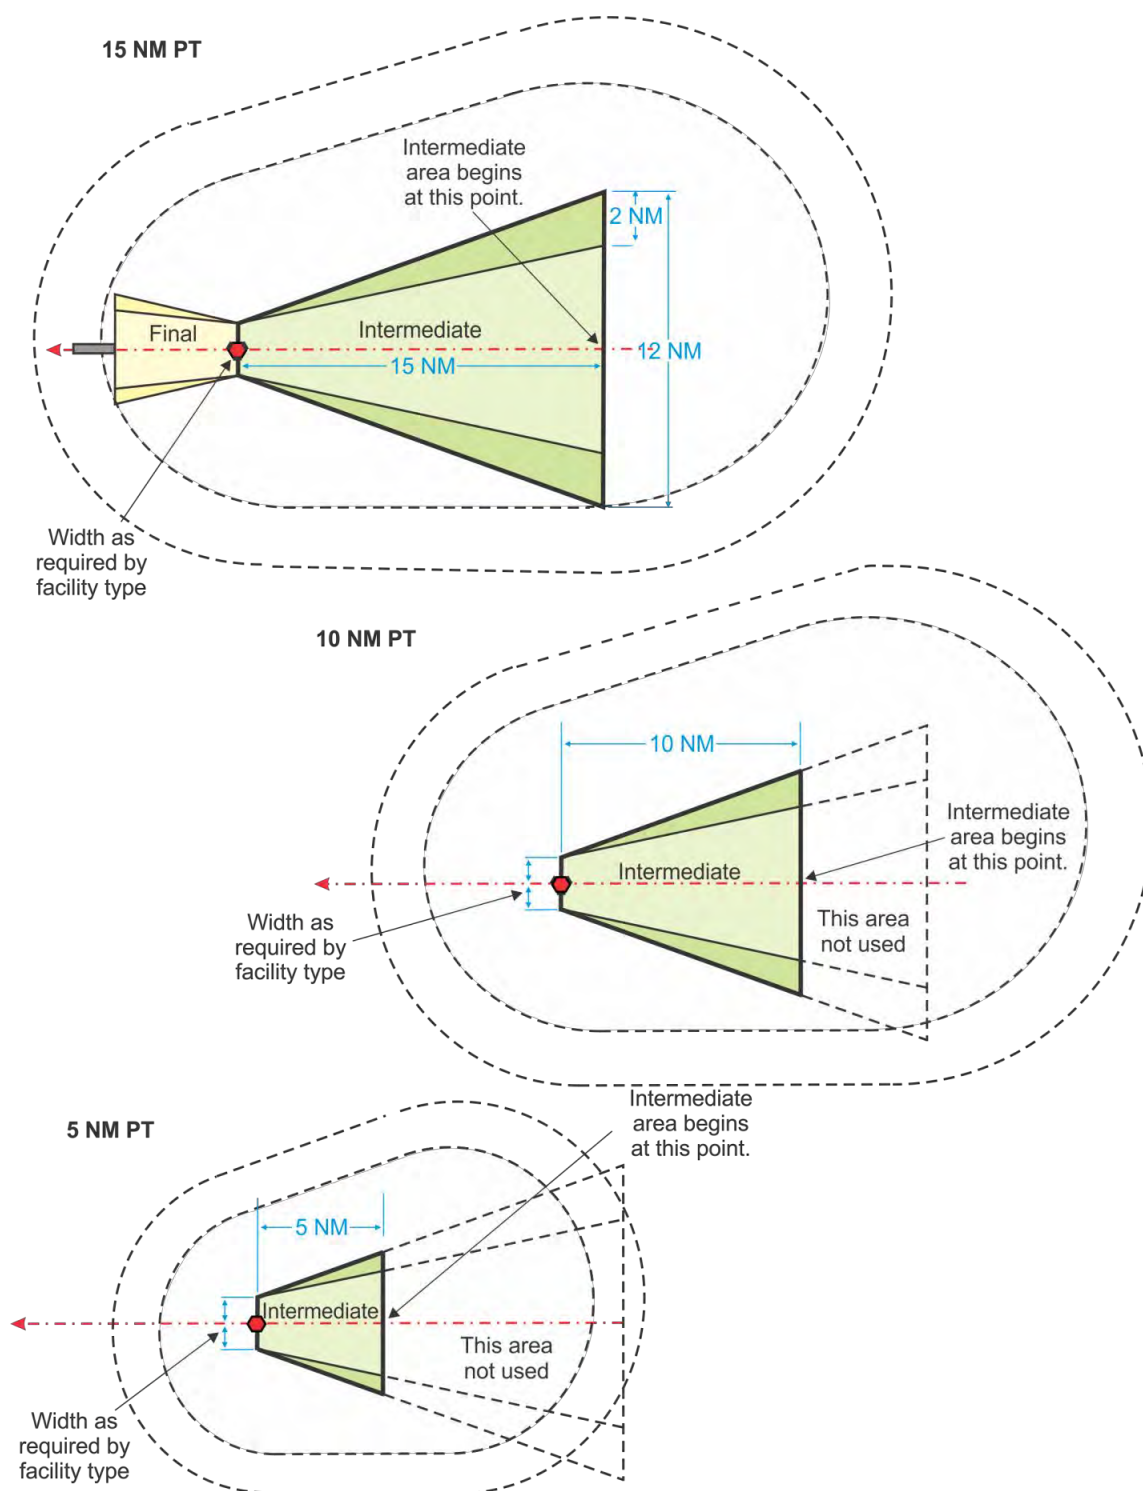 15 NM PT
Intermediate
area begins
at this point.
2 NM
Final
Intermediate
12 NM
15 NM
Width as
required by
facility type
10 NM PT
10 NM
Intermediate
area begins
at this point.
Intermediate
Width as
required by
facility type
This area
not used
5 NM PT
Intermediate
area begins
at this point.
5 NM
Intermediate
This area
not used
Width as
required by
facility type